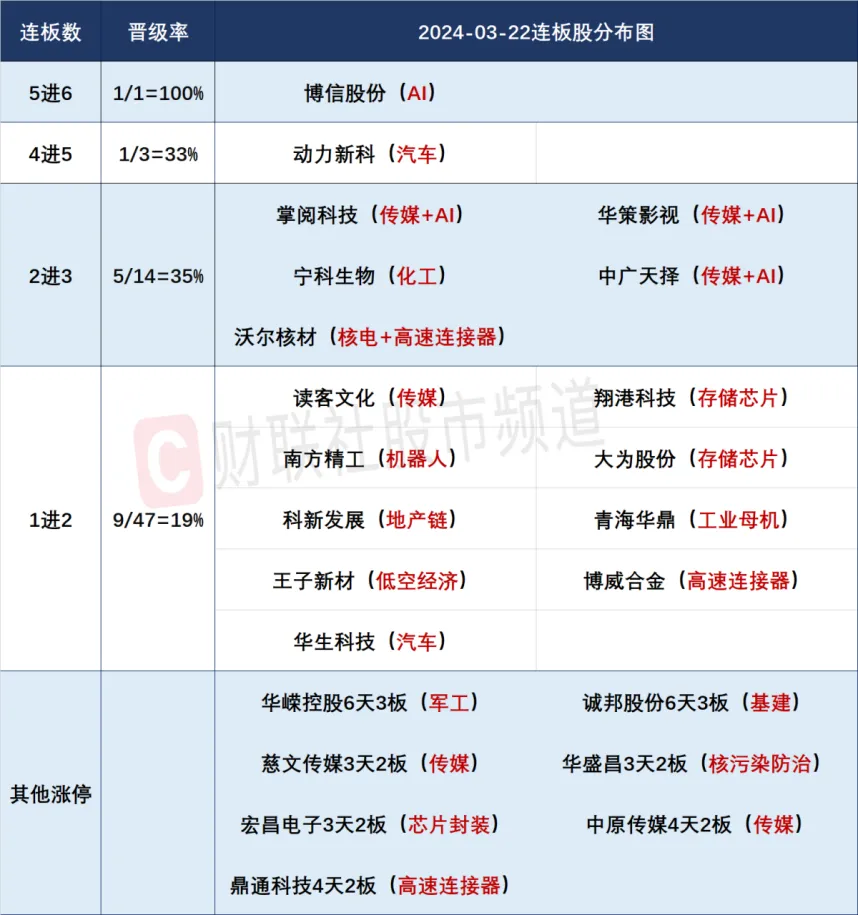 连板数 晋级率 2024-03-22连板股分布图
5进6 1/1=100% 博信股份（AI）
4进5 1/3=33% 动力新科（汽车）
掌阅科技（传媒+AI） 华策影视（传媒+AI）
2进3 5/14=35% 宁科生物（化工） 中广天择（传媒+AI）
沃尔核材（核电+高速连接器）
读客文化（传媒） 翔港科技（存储芯片）
C 财联社股市频道
南方精工（机器人） 大为股份（存储芯片）
1进2 9/47=19% 科新发展（地产链） 青海华鼎（工业母机）
王子新材（低空经济） 博威合金（高速连接器）
华生科技（汽车）
华嵘控股6天3板（军工） 诚邦股份6天3板（基建）
慈文传媒3天2板（传媒） 华盛昌3天2板（核污染防治）
其他涨停
宏昌电子3天2板（芯片封装） 中原传媒4天2板（传媒）
鼎通科技4天2板（高速连接器）